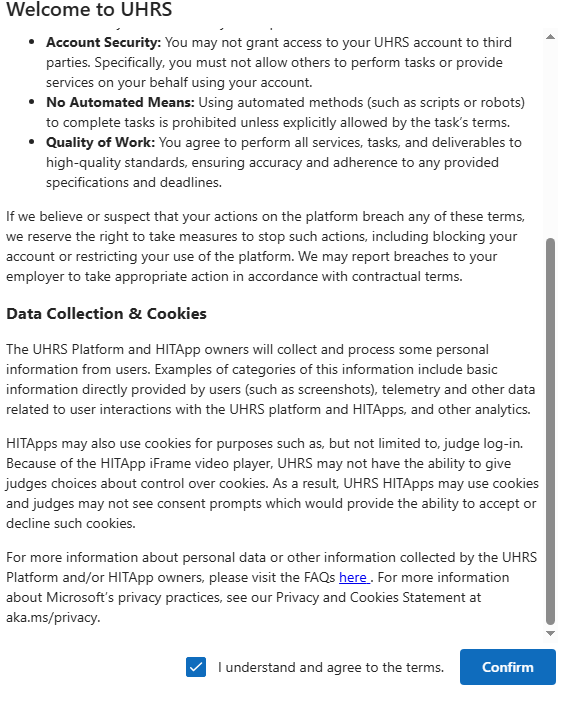 Welcome to UHRS
• Account Security: You may not grant access to your UHRS account to third
parties. Specifically, you must not allow others to perform tasks or provide
services on your behalf using your account.
• No Automated Means: Using automated methods (such as scripts or robots)
to complete tasks is prohibited unless explicitly allowed by the task's terms.
• Quality of Work: You agree to perform all services, tasks, and deliverables to
high-quality standards, ensuring accuracy and adherence to any provided
specifications and deadlines.
If we believe or suspect that your actions on the platform breach any of these terms,
we reserve the right to take measures to stop such actions, including blocking your
account or restricting your use of the platform. We may report breaches to your
employer to take appropriate action in accordance with contractual terms.
Data Collection & Cookies
The UHRS Platform and HITApp owners will collect and process some personal
information from users. Examples of categories of this information include basic
information directly provided by users (such as screenshots), telemetry and other data
related to user interactions with the UHRS platform and HITApps, and other analytics.
HITApps may also use cookies for purposes such as, but not limited to, judge log-in.
Because of the HITApp iFrame video player, UHRS may not have the ability to give
judges choices about control over cookies. As a result, UHRS HITApps may use cookies
and judges may not see consent prompts which would provide the ability to accept or
decline such cookies.
For more information about personal data or other information collected by the UHRS
Platform and/or HITApp owners, please visit the FAQs here . For more information
about Microsoft's privacy practices, see our Privacy and Cookies Statement at
aka.ms/privacy.
I understand and agree to the terms.
Confirm